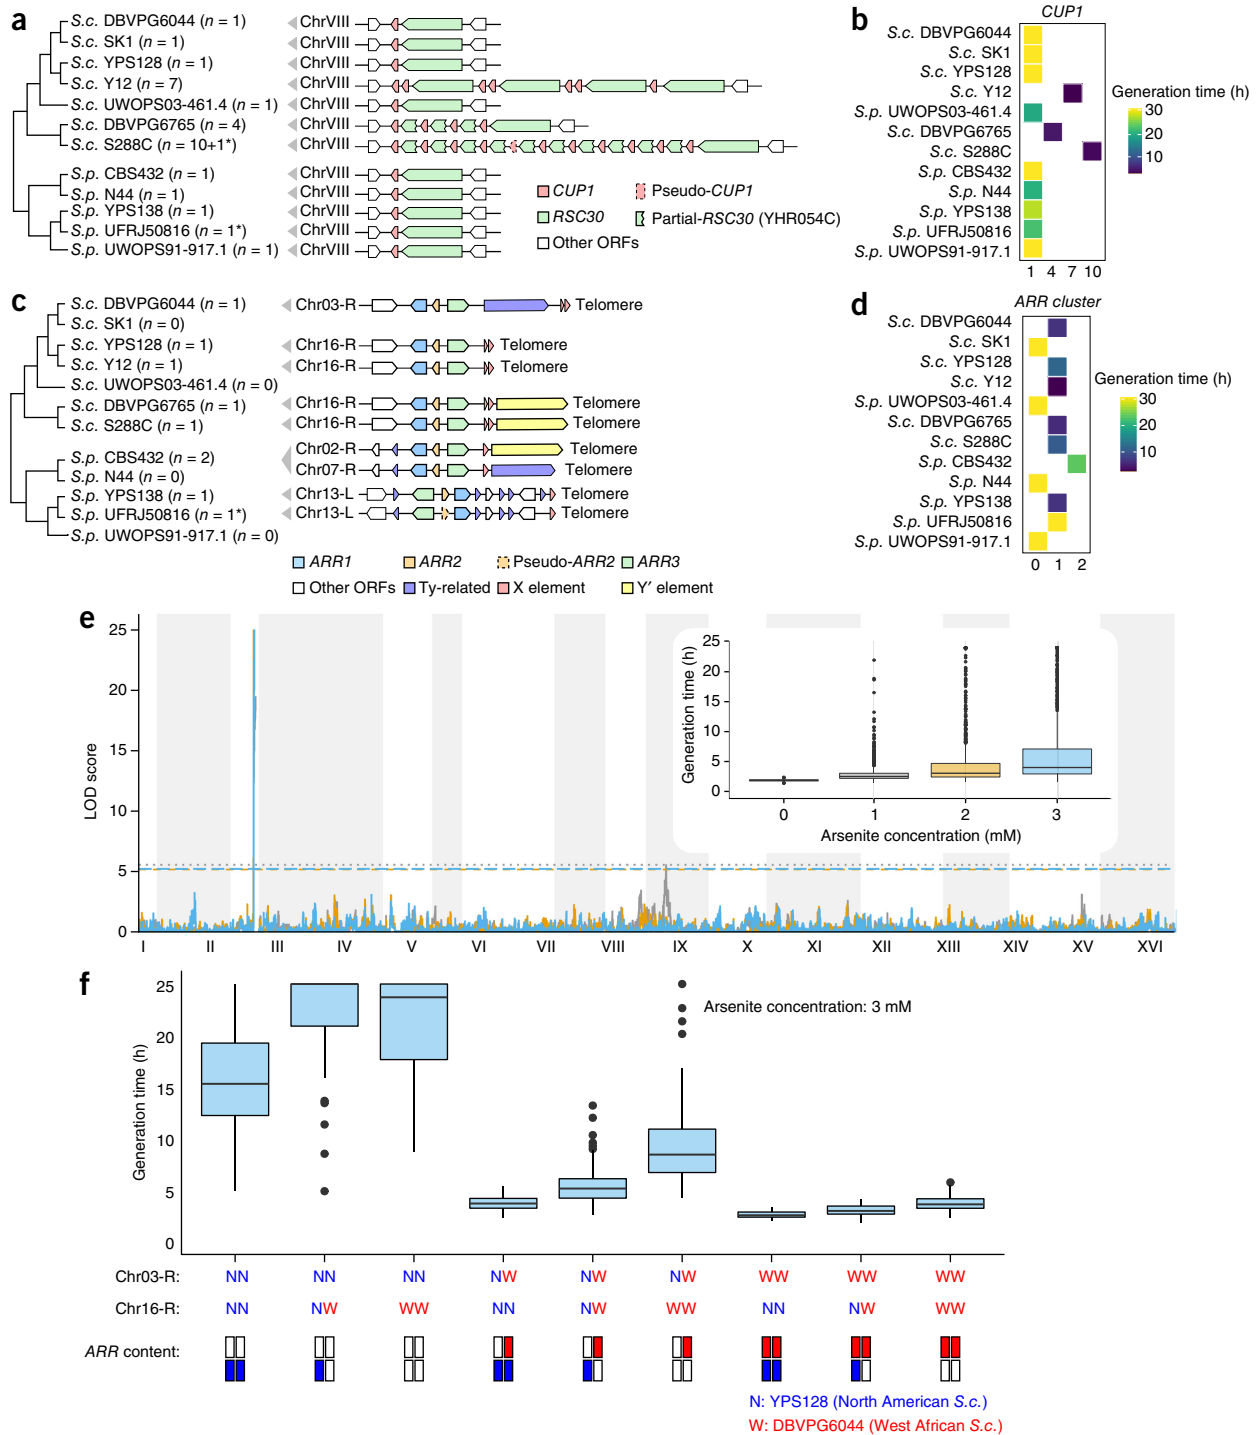 a
S.c. DBVPG6044 (n = 1)
S.c. SK1 (n = 1)
S.c. YPS128 (n = 1)
S.c. Y12 (n = 7)
S.c. UWOPS03-461.4 (n = 1)
S.c. DBVPG6765 (n = 4)
S.c. S288C (n = 10+1*)
S.p. CBS432 (n = 1)
S.p. N44 (n = 1)
S.p. YPS138 (n = 1)
S.p. UFRJ50816 (n = 1*)
S.p. UWOPS91-917.1 (n = 1)
ChrVIII
ChrVIII
ChrVIII
ChrVIII
ChrVIII
ChrVIII
ChrVIII
ChrVIII
ChrVIII
ChrVIII
ChrVIII
ChrVIII
CUP1
Pseudo-CUP1
RSC30
Partial-RSC30 (YHR054C)
Other ORFs
b
CUP1
S.c. DBVPG6044
S.c. SK1
S.c. YPS128
S.c. Y12
S.p. UWOPS03-461.4
S.c. DBVPG6765
S.c. S288C
S.p. CBS432
S.p. N44
S.p. YPS138
S.p. UFRJ50816
S.p. UWOPS91-917.1
1 4 7 10
Generation time (h)
30
20
10
c
S.c. DBVPG6044 (n = 1)
S.c. SK1 (n = 0)
S.c. YPS128 (n = 1)
S.c. Y12 (n = 1)
S.c. UWOPS03-461.4 (n = 0)
S.c. DBVPG6765 (n = 1)
S.c. S288C (n = 1)
S.p. CBS432 (n = 2)
S.p. N44 (n = 0)
S.p. YPS138 (n = 1)
S.p. UFRJ50816 (n = 1*)
S.p. UWOPS91-917.1 (n = 0)
Chr03-R Telomere
Chr16-R Telomere
Chr16-R Telomere
Chr16-R Telomere
Chr16-R Telomere
Chr02-R Telomere
Chr07-R Telomere
Chr13-L Telomere
Chr13-L Telomere
ARR1 ARR2 Pseudo-ARR2 ARR3
Other ORFs Ty-related X element Y′ element
d
ARR cluster
S.c. DBVPG6044
S.c. SK1
S.c. YPS128
S.c. Y12
S.p. UWOPS03-461.4
S.c. DBVPG6765
S.c. S288C
S.p. CBS432
S.p. N44
S.p. YPS138
S.p. UFRJ50816
S.p. UWOPS91-917.1
0 1 2
Generation time (h)
30
20
10
e
LOD score
25
20
15
10
5
0
I II III IV V VI VII VIII IX X XI XII XIII XIV XV XVI
Generation time (h)
25
20
15
10
5
0
0 1 2 3
Arsenite concentration (mM)
f
Generation time (h)
25
20
15
10
5
0
Arsenite concentration: 3 mM
Chr03-R: NN NN NN NW NW NW WW WW WW
Chr16-R: NN NW WW NN NW WW NN NW WW
ARR content:
N: YPS128 (North American S.c.)
W: DBVPG6044 (West African S.c.)